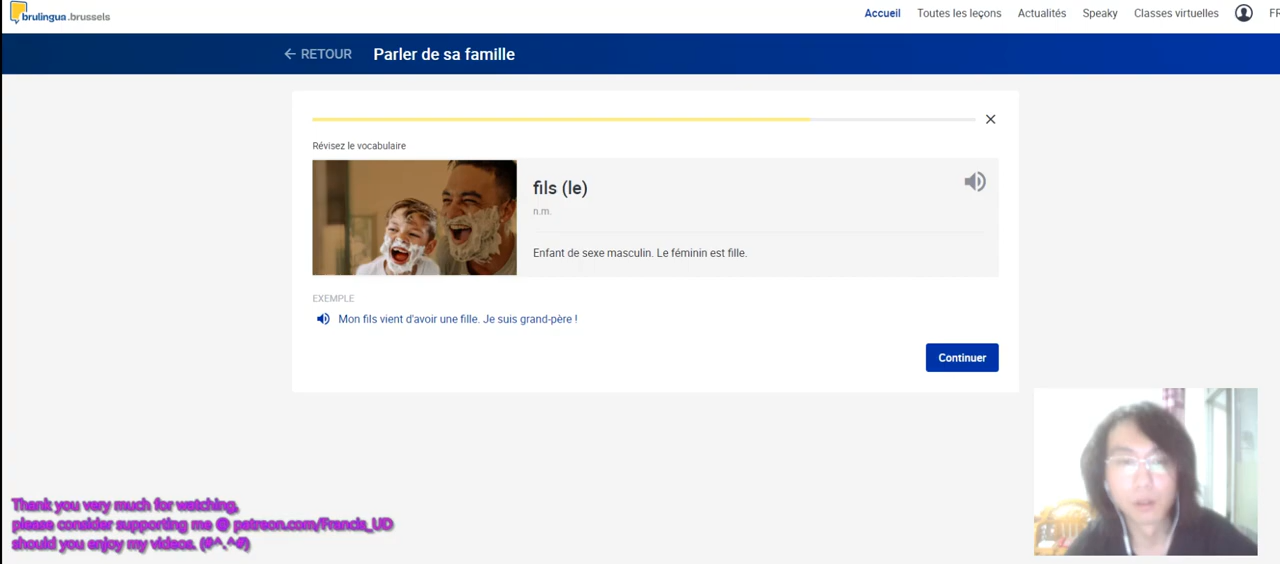 brulingua.brussels
Accueil Toutes les leçons Actualités Speaky Classes virtuelles FR
← RETOUR Parler de sa famille
Révisez le vocabulaire
fils (le)
n.m.
Enfant de sexe masculin. Le féminin est fille.
EXEMPLE
Mon fils vient d'avoir une fille. Je suis grand-père !
Continuer
Thank you very much for watching,
please consider supporting me @ patreon.com/Francis_UD
should you enjoy my videos. (#^.^#)